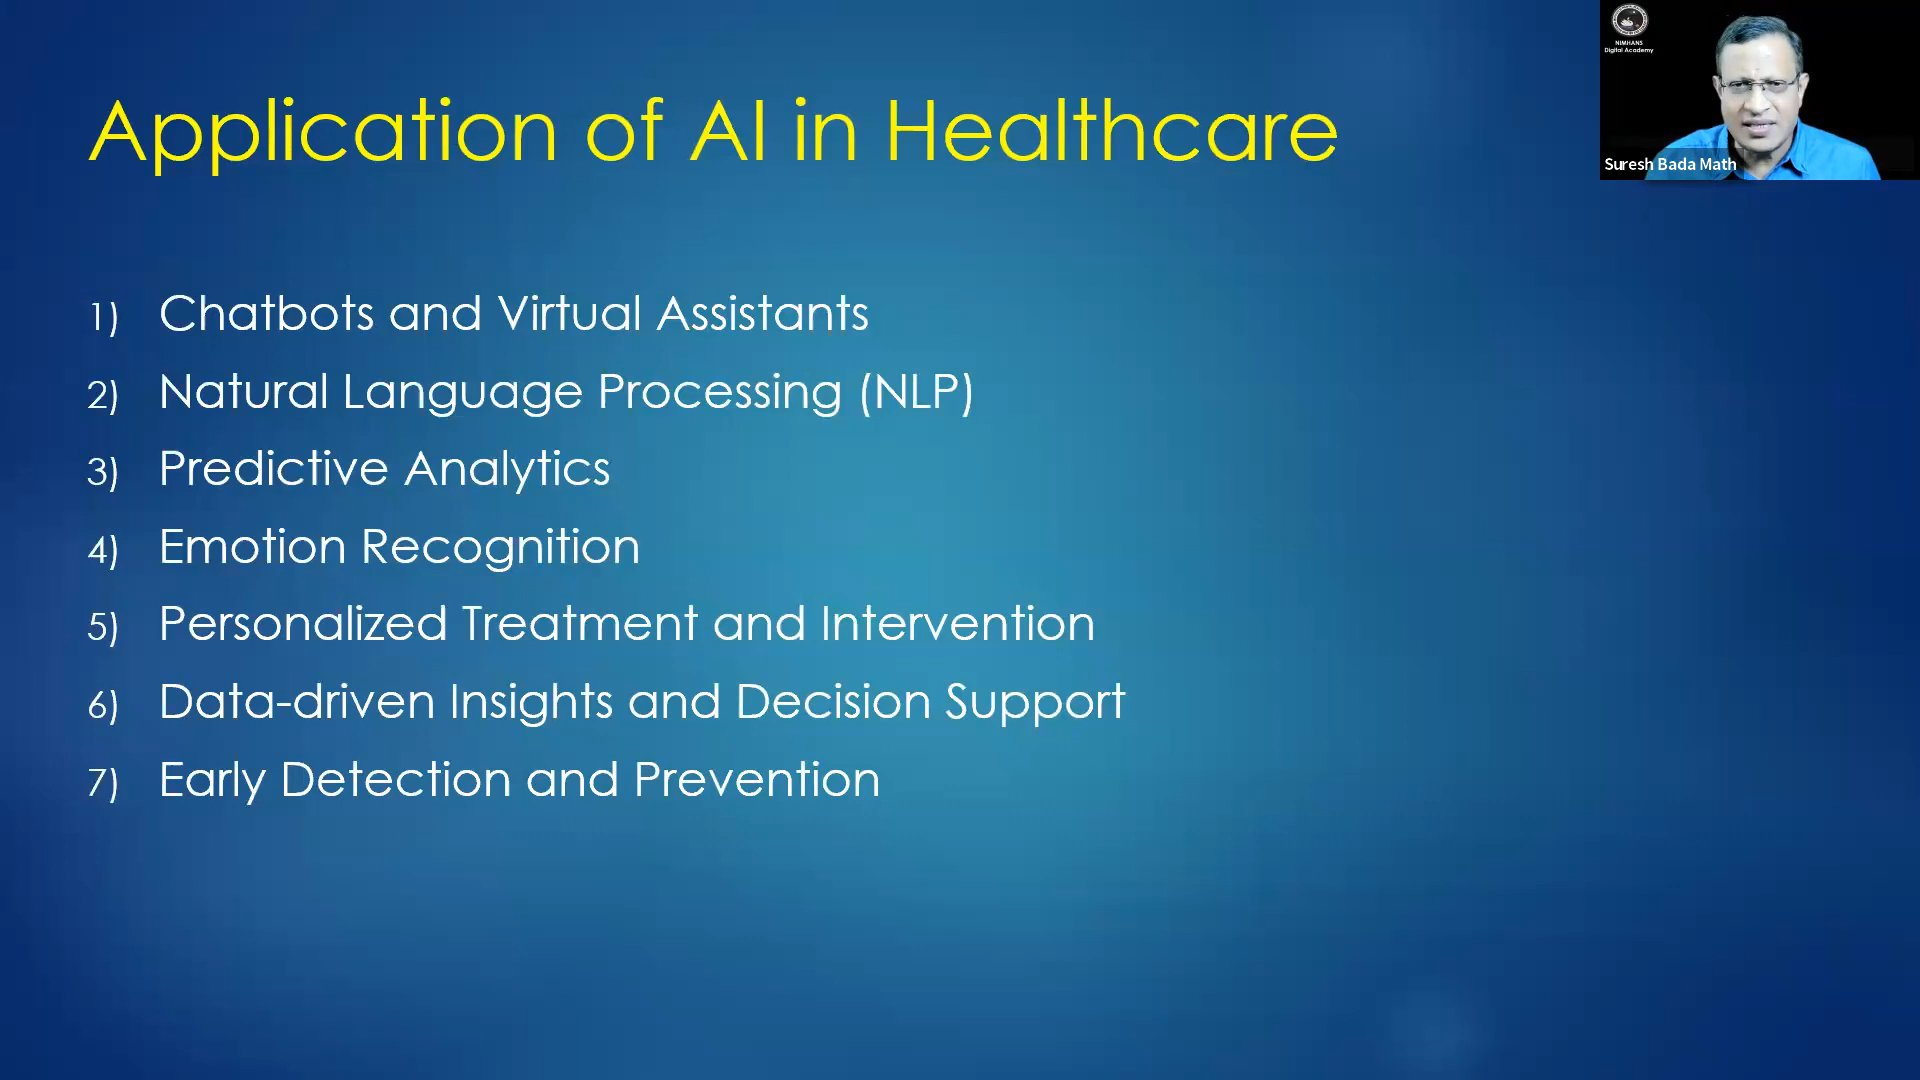 Application of AI in Healthcare
1) Chatbots and Virtual Assistants
2) Natural Language Processing (NLP)
3) Predictive Analytics
4) Emotion Recognition
5) Personalized Treatment and Intervention
6) Data-driven Insights and Decision Support
7) Early Detection and Prevention
NIMHANS
Digital Academy
Suresh Bada Math